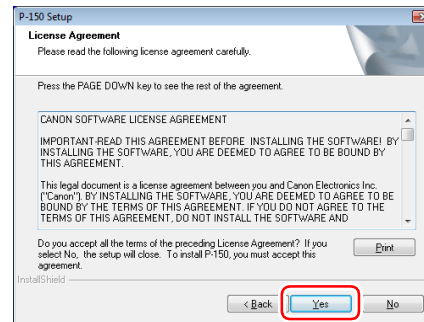 P-150 Setup
License Agreement
Please read the following license agreement carefully.
Press the PAGE DOWN key to see the rest of the agreement.
CANON SOFTWARE LICENSE AGREEMENT
IMPORTANT-READ THIS AGREEMENT BEFORE INSTALLING THE SOFTWARE! BY
INSTALLING THE SOFTWARE, YOU ARE DEEMED TO AGREE TO BE BOUND BY
THIS AGREEMENT.
This legal document is a license agreement between you and Canon Electronics Inc.
("Canon"). BY INSTALLING THE SOFTWARE, YOU ARE DEEMED TO AGREE TO BE
BOUND BY THE TERMS OF THIS AGREEMENT. IF YOU DO NOT AGREE TO THE
TERMS OF THIS AGREEMENT, DO NOT INSTALL THE SOFTWARE AND
Do you accept all the terms of the preceding License Agreement? If you
select No, the setup will close. To install P-150, you must accept this
agreement.
Print
InstallShield
< Back
Yes
No